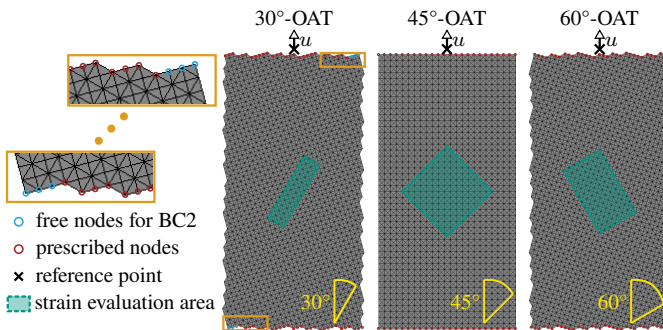 30°-OAT 45°-OAT 60°-OAT
u u u
free nodes for BC2
prescribed nodes
reference point
strain evaluation area
30° 45° 60°